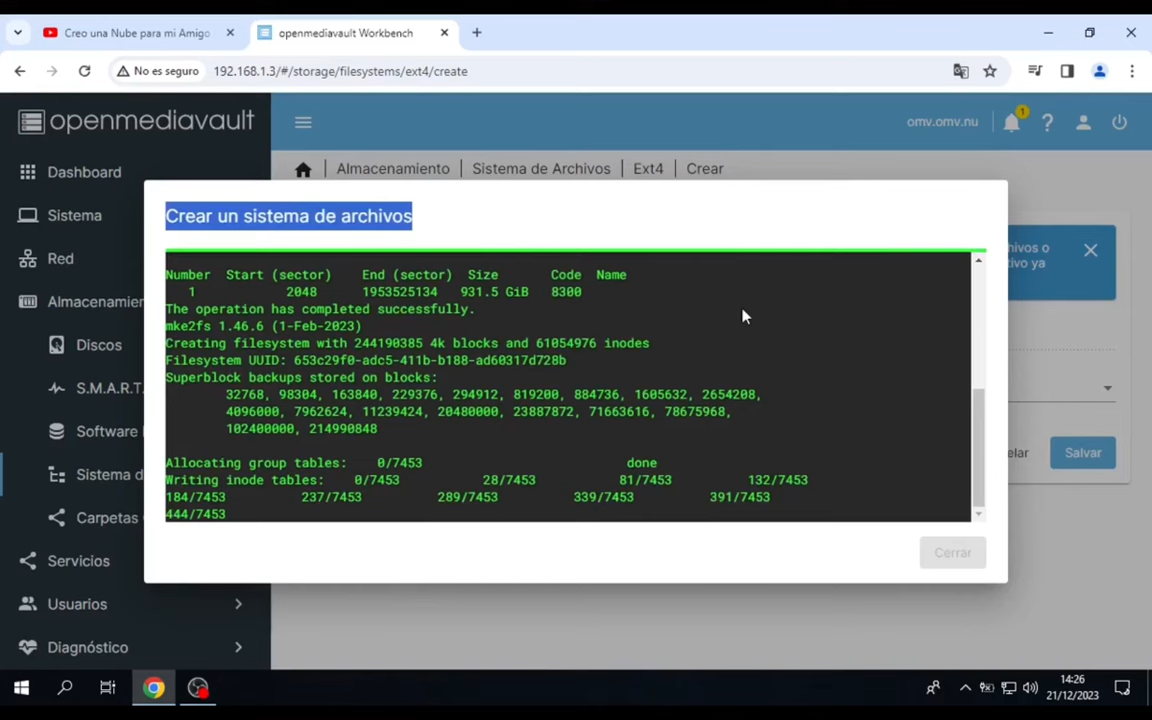 Creo una Nube para mi Amigo
openmediavault Workbench
No es seguro
192.168.1.3/#/storage/filesystems/ext4/create
openmediavault
omv.omv.nu
1
Dashboard
Sistema
Red
Almacenamier
Discos
S.M.A.R.T.
Software
Sistema d
Carpetas
Servicios
Usuarios
Diagnóstico
Almacenamiento
Sistema de Archivos
Ext4
Crear
hivos o
tivo ya
elar
Salvar
Crear un sistema de archivos
Number Start (sector) End (sector) Size Code Name
1 2048 1953525134 931.5 GiB 8300
The operation has completed successfully.
mke2fs 1.46.6 (1-Feb-2023)
Creating filesystem with 244190385 4k blocks and 61054976 inodes
Filesystem UUID: 653c29f0-adc5-411b-b188-ad60317d728b
Superblock backups stored on blocks:
32768, 98304, 163840, 229376, 294912, 819200, 884736, 1605632, 2654208,
4096000, 7962624, 11239424, 20480000, 23887872, 71663616, 78675968,
102400000, 214990848
Allocating group tables: 0/7453 done
Writing inode tables: 0/7453 28/7453 81/7453 132/7453
184/7453 237/7453 289/7453 339/7453 391/7453
444/7453
Cerrar
14:26
21/12/2023